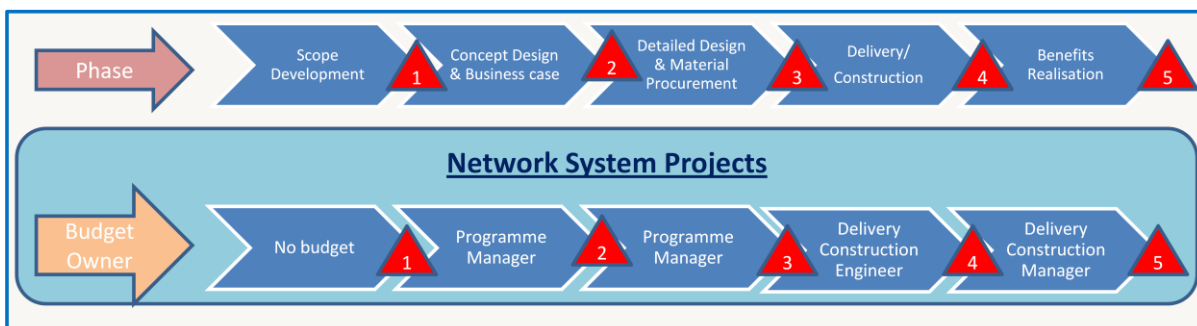 Phase
Scope
Development
1
Concept Design
& Business case
2
Detailed Design
& Material
Procurement
3
Delivery/
Construction
4
Benefits
Realisation
5
Network System Projects
Budget
Owner
No budget
1
Programme
Manager
2
Programme
Manager
3
Delivery
Construction
Engineer
4
Delivery
Construction
Manager
5